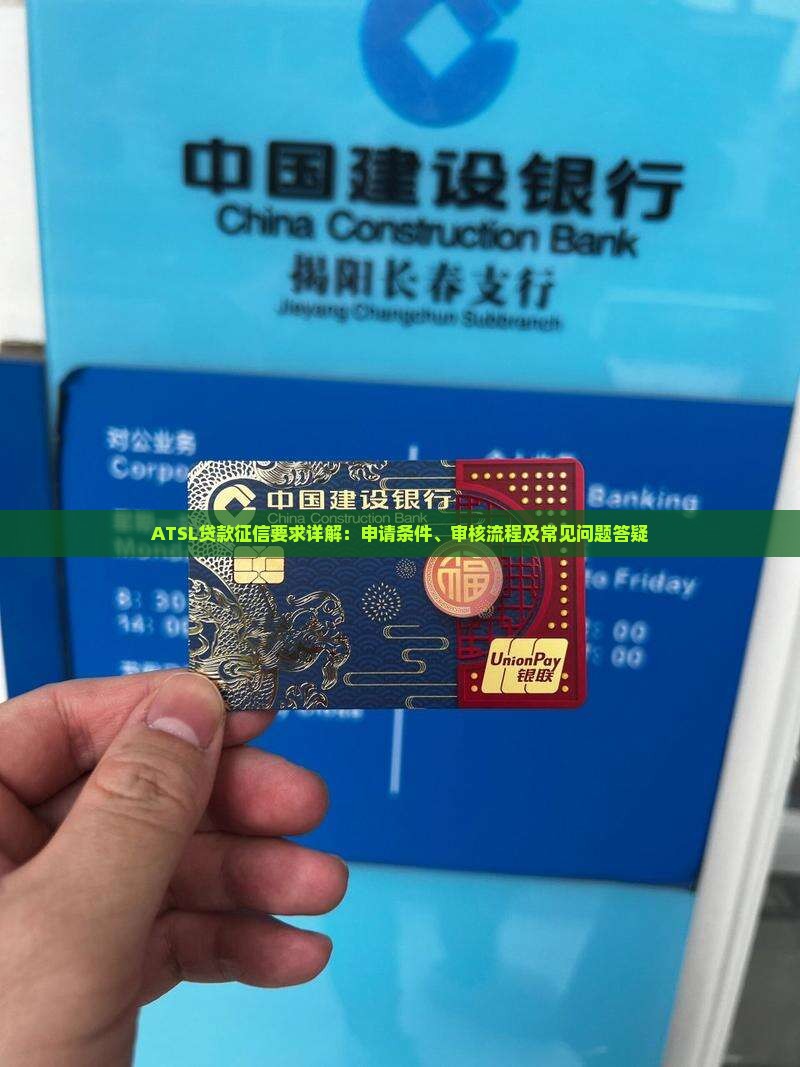 中国建设银行
China Construction Bank
揭阳长春支行
Jieyang Changchun Subbranch
对公业务
Corpo
Banking
中国建设银行
China Construction Bank
ATSL贷款征信要求详解：申请条件、审核流程及常见问题答疑
to Friday
8: 30
福
UnionPay
银联